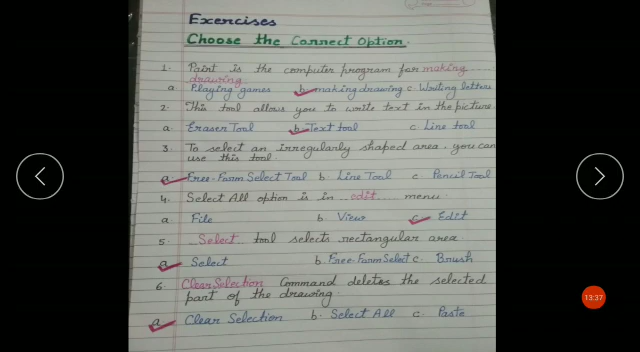 Exercises
Choose the Correct Option.
1. Paint is the computer program for making
drawing
a. Playing games b. making drawing c. Writing letters
2. This tool allows you to write text in the picture.
a. Eraser Tool b. Text tool c. Line tool
3. To select an irregularly shaped area, you can
use this tool.
a. Free-Form Select Tool b. Line Tool c. Pencil Tool
4. Select All option is in edit menu
a. File b. View c. Edit
5. Select tool selects rectangular area
a. Select b. Free-Form Select c. Brush
6. Clear Selection Command deletes the selected
part of the drawing.
a. Clear Selection b. Select All c. Paste
13:37